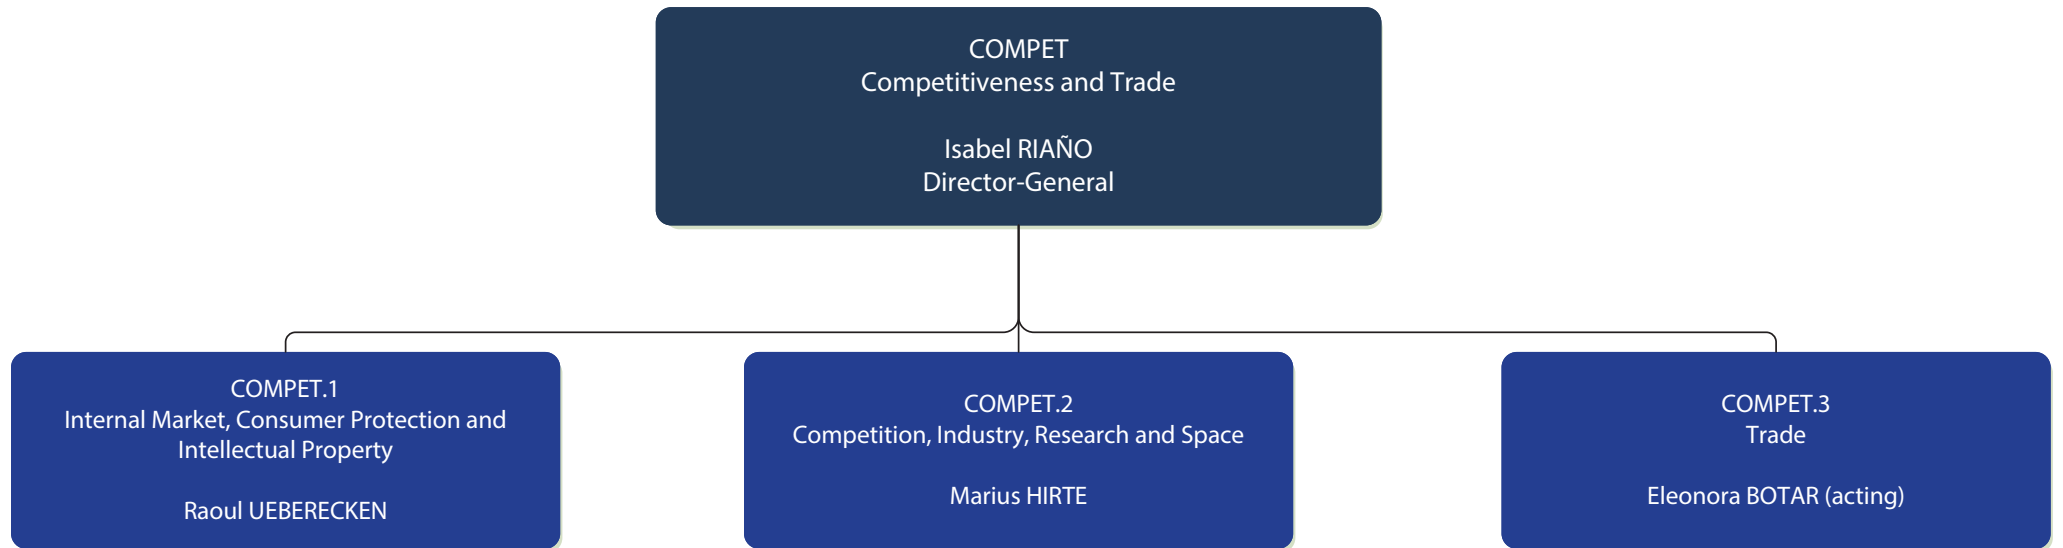 COMPET
Competitiveness and Trade
Isabel RIAÑO
Director-General
COMPET.1
Internal Market, Consumer Protection and
Intellectual Property
Raoul UEBERECKEN
COMPET.2
Competition, Industry, Research and Space
Marius HIRTE
COMPET.3
Trade
Eleonora BOTAR (acting)